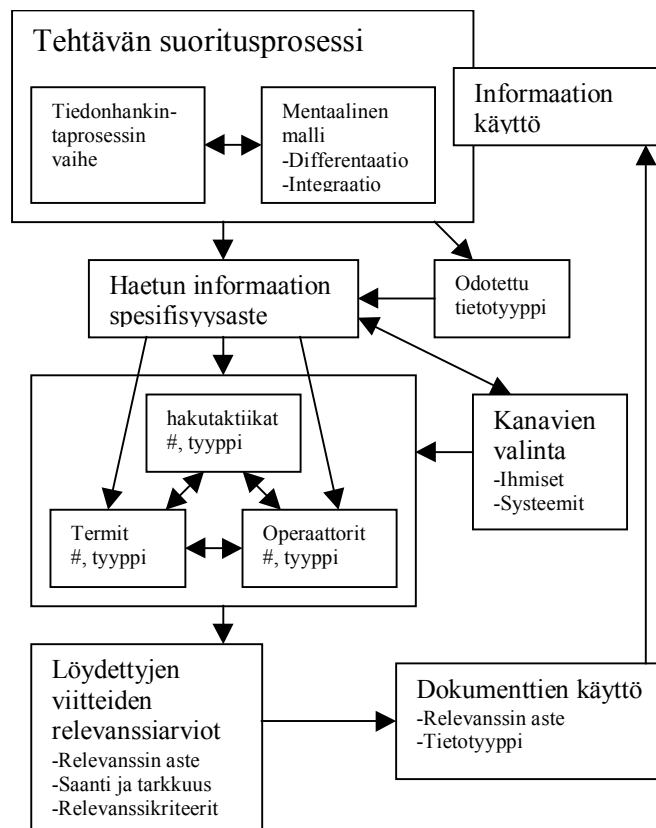 Tehtävän suoritusprosessi
Tiedonhankin-
taprosessin
vaihe
Mentaalinen
malli
-Differentaatio
-Integraatio
Informaation
käyttö
Haetun informaation
spesifisyysaste
Odotettu
tietotyyppi
hakutaktiikat
#, tyyppi
Termit
#, tyyppi
Operaattorit
#, tyyppi
Kanavien
valinta
-Ihmiset
-Systeemit
Löydettyjen
viitteiden
relevanssiarviot
-Relevanssin aste
-Saanti ja tarkkuus
-Relevanssikriteerit
Dokumenttien käyttö
-Relevanssin aste
-Tietotyyppi